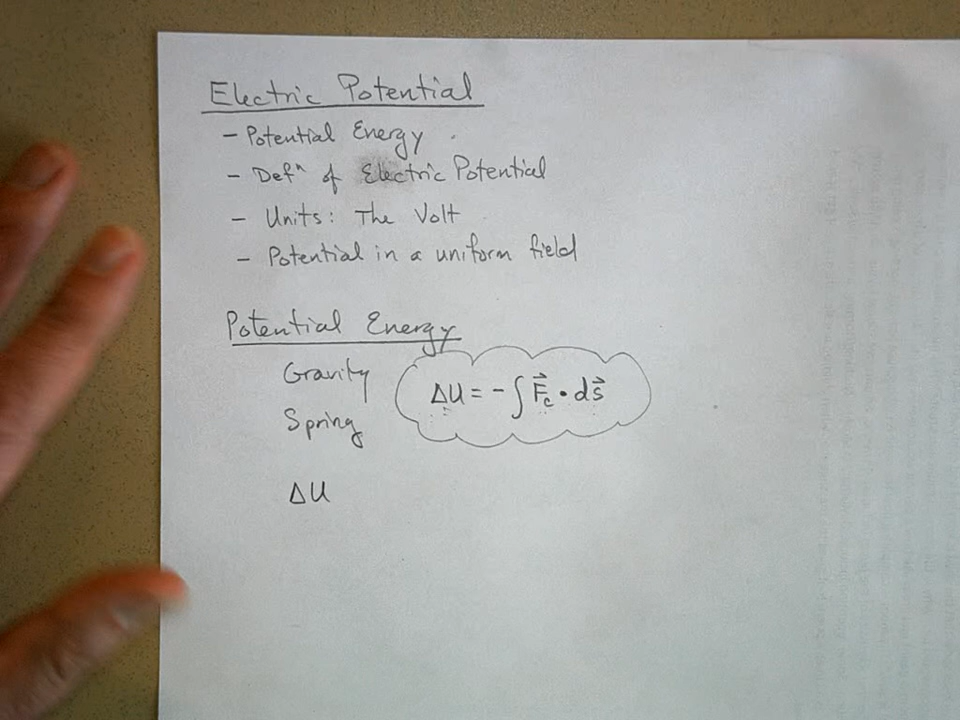 Electric Potential
- Potential Energy
- Defⁿ of Electric Potential
- Units: The Volt
- Potential in a uniform field
Potential Energy
Gravity
ΔU = - ∫ F⃗c • ds⃗
Spring
ΔU